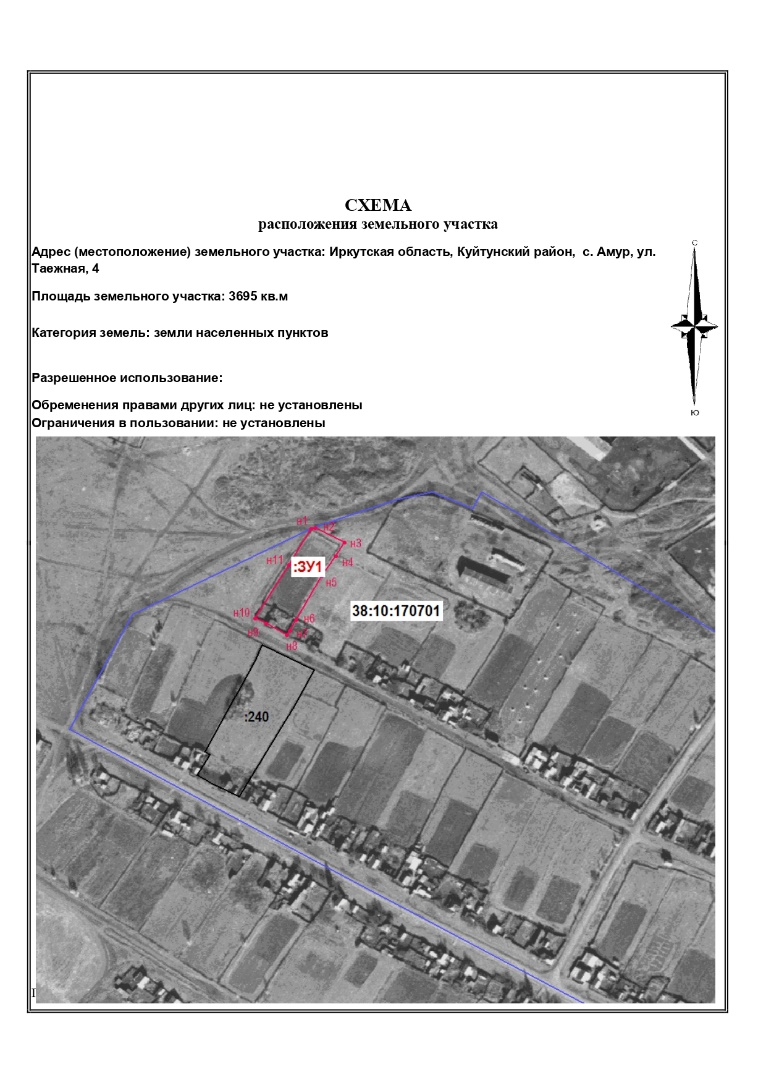 СХЕМА
расположения земельного участка
Адрес (местоположение) земельного участка: Иркутская область, Куйтунский район, с. Амур, ул.
Таежная, 4
Площадь земельного участка: 3695 кв.м
Категория земель: земли населенных пунктов
Разрешенное использование:
Обременения правами других лиц: не установлены
Ограничения в пользовании: не установлены
С
Ю
н1
н2
н3
н4
н11
:ЗУ1
н5
38:10:170701
н10
н6
н9
н8
:240